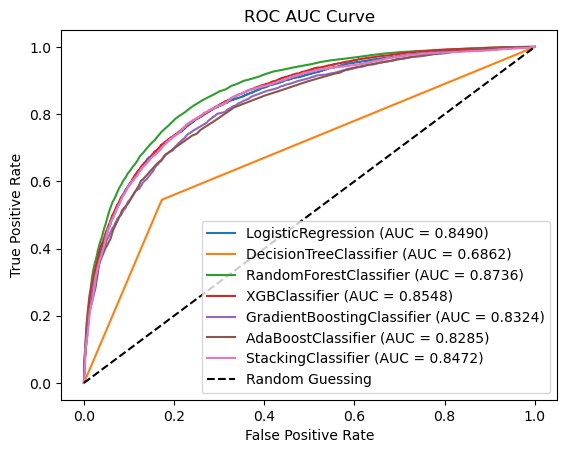 ROC AUC Curve
True Positive Rate
1.0
0.8
0.6
0.4
0.2
0.0
LogisticRegression (AUC = 0.8490)
DecisionTreeClassifier (AUC = 0.6862)
RandomForestClassifier (AUC = 0.8736)
XGBClassifier (AUC = 0.8548)
GradientBoostingClassifier (AUC = 0.8324)
AdaBoostClassifier (AUC = 0.8285)
StackingClassifier (AUC = 0.8472)
Random Guessing
0.0 0.2 0.4 0.6 0.8 1.0
False Positive Rate